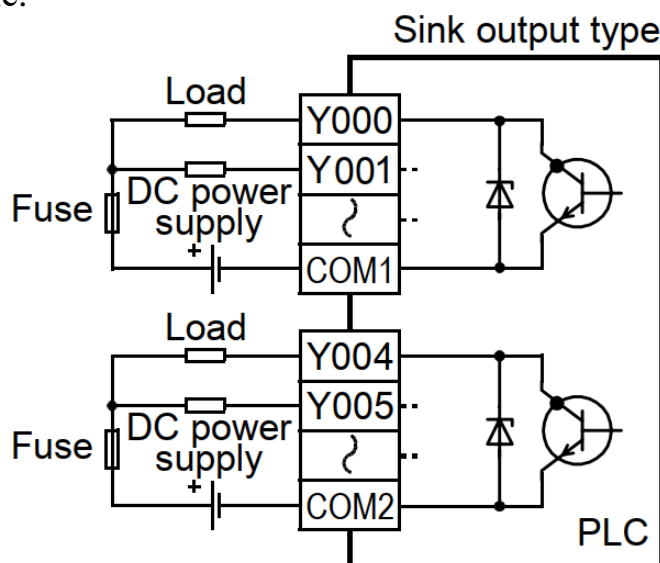 Sink output type
Load
Y000
Y001
DC power
supply
Fuse
+
COM1
Load
Y004
Y005
DC power
supply
Fuse
+
COM2
PLC